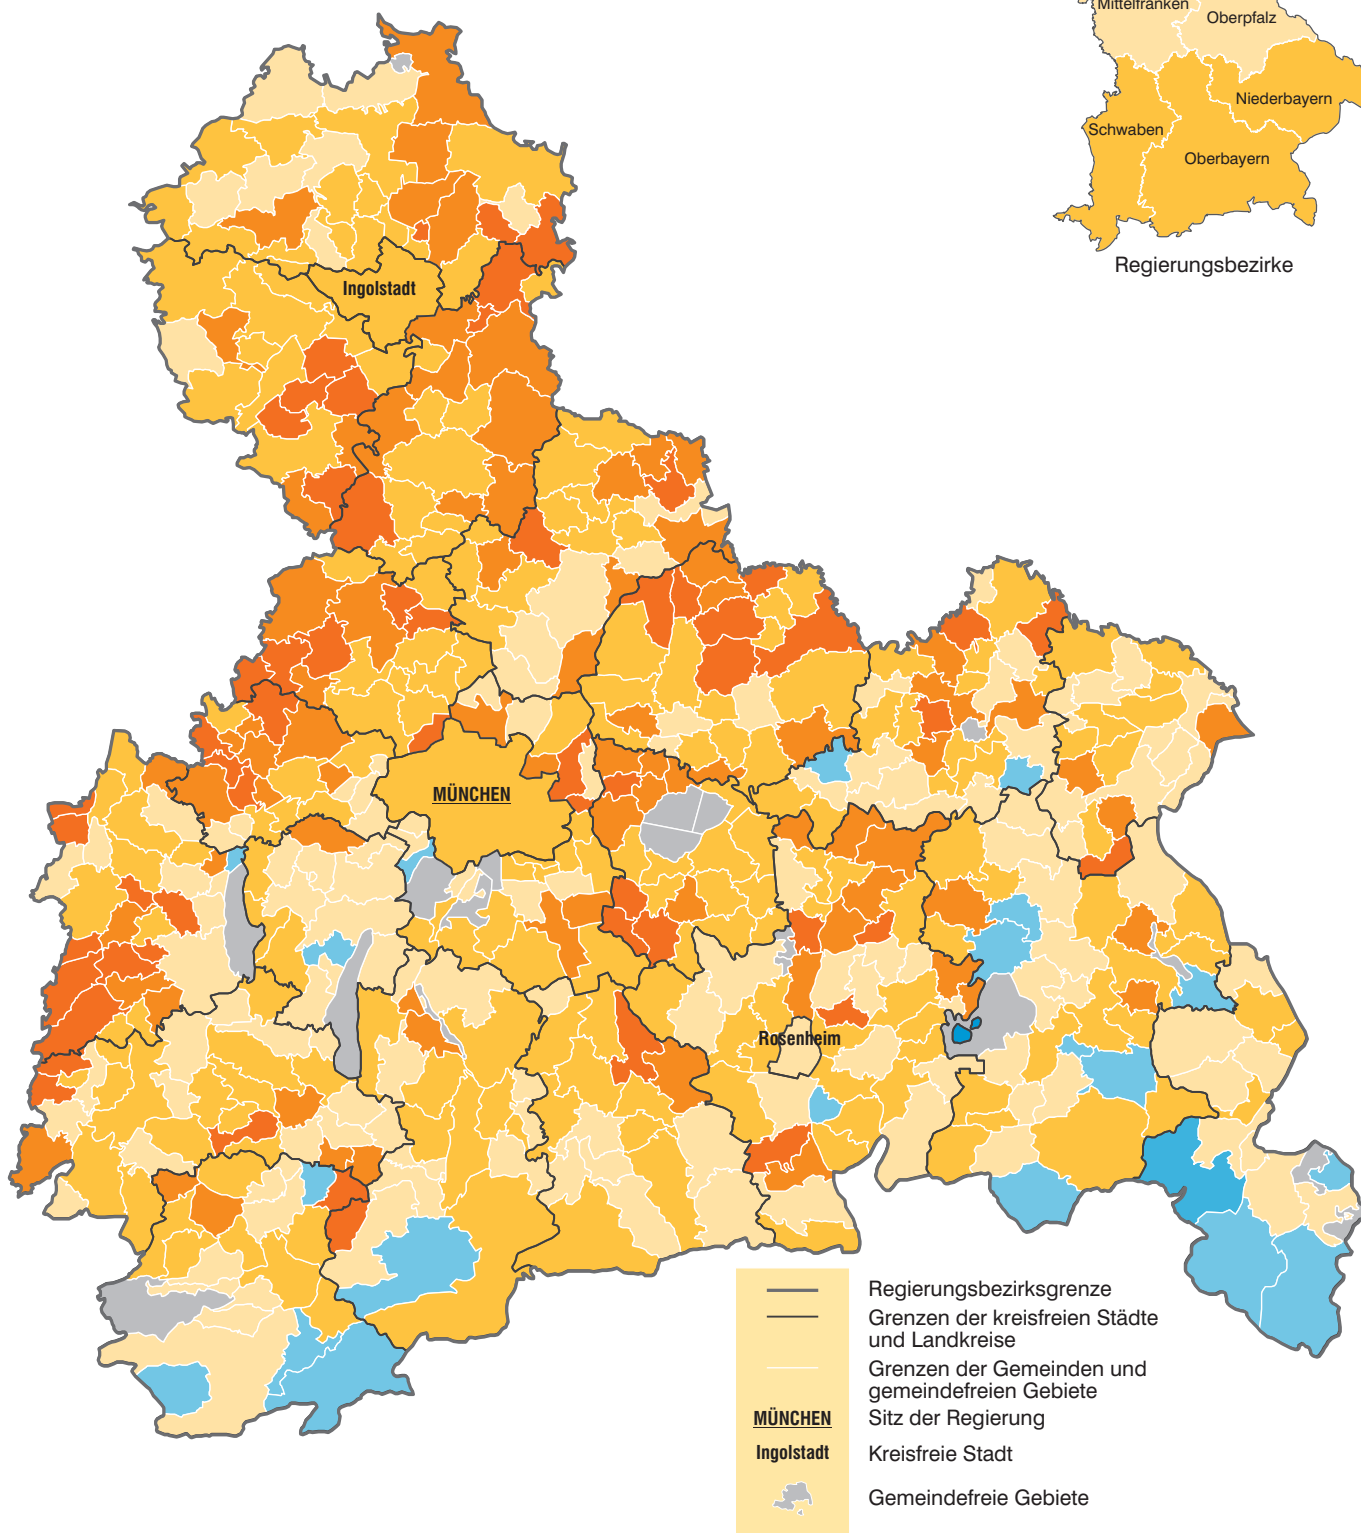 Mittelfranken
Oberpfalz
Niederbayern
Schwaben
Oberbayern
Regierungsbezirke
Ingolstadt
MÜNCHEN
Rosenheim
Regierungsbezirksgrenze
Grenzen der kreisfreien Städte
und Landkreise
Grenzen der Gemeinden und
gemeindefreien Gebiete
MÜNCHEN Sitz der Regierung
Ingolstadt Kreisfreie Stadt
Gemeindefreie Gebiete